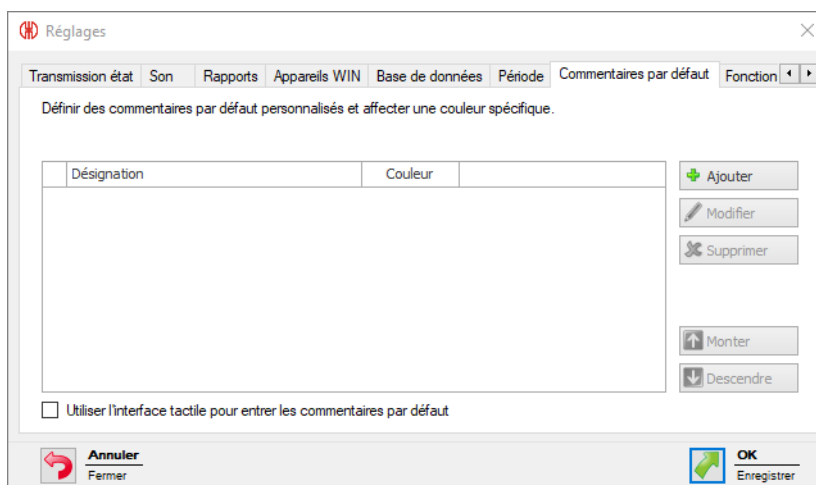 Réglages
Transmission état Son Rapports Appareils WIN Base de données Période Commentaires par défaut Fonction
Définir des commentaires par défaut personnalisés et affecter une couleur spécifique.
Désignation Couleur
Ajouter
Modifier
Supprimer
Monter
Descendre
Utiliser l'interface tactile pour entrer les commentaires par défaut
Annuler
Fermer
OK
Enregistrer